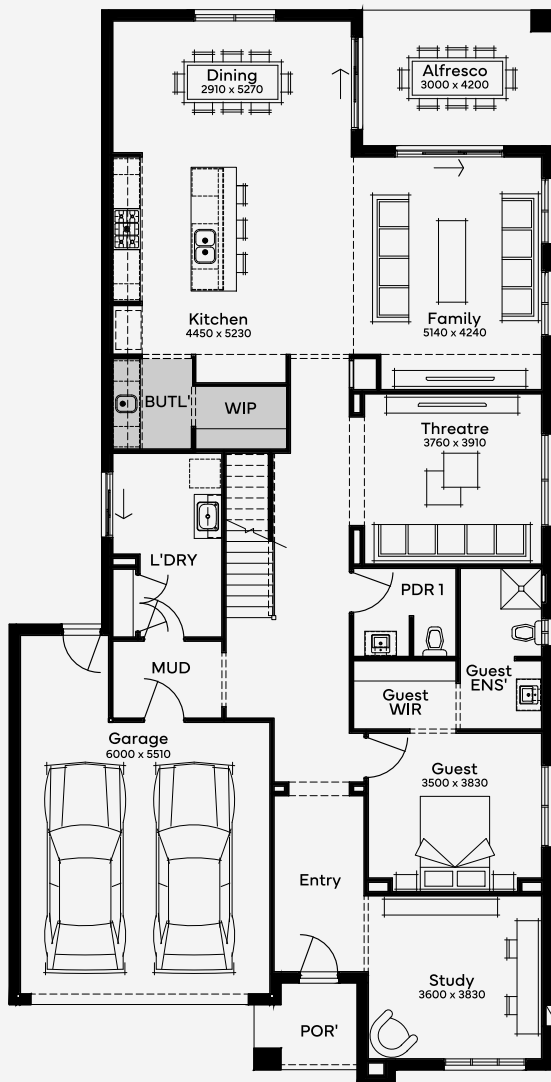 Dining
2910 x 5270
Alfresco
3000 x 4200
Kitchen
4450 x 5230
Family
5140 x 4240
BUTL'
WIP
Threatre
3760 x 3910
L'DRY
PDR 1
MUD
Guest
ENS'
Guest
WIR
Garage
6000 x 5510
Guest
3500 x 3830
Entry
Study
3600 x 3830
POR'